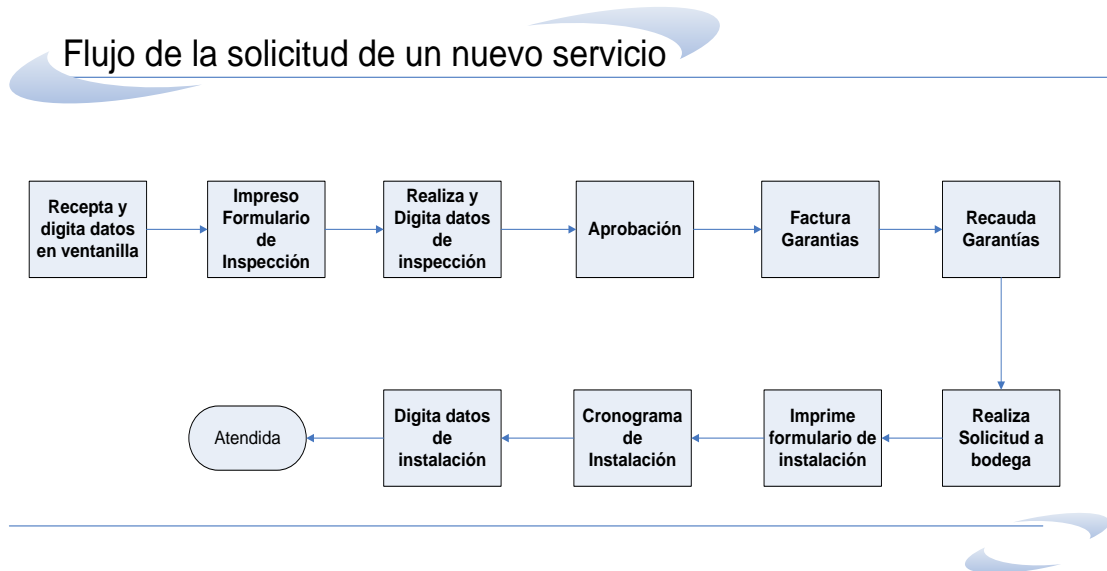 Flujo de la solicitud de un nuevo servicio
Recepta y
digita datos
en ventanilla
Impreso
Formulario
de
Inspección
Realiza y
Digita datos
de
inspección
Aprobación
Factura
Garantias
Recauda
Garantías
Realiza
Solicitud a
bodega
Imprime
formulario de
instalación
Cronograma
de
Instalación
Digita datos
de
instalación
Atendida